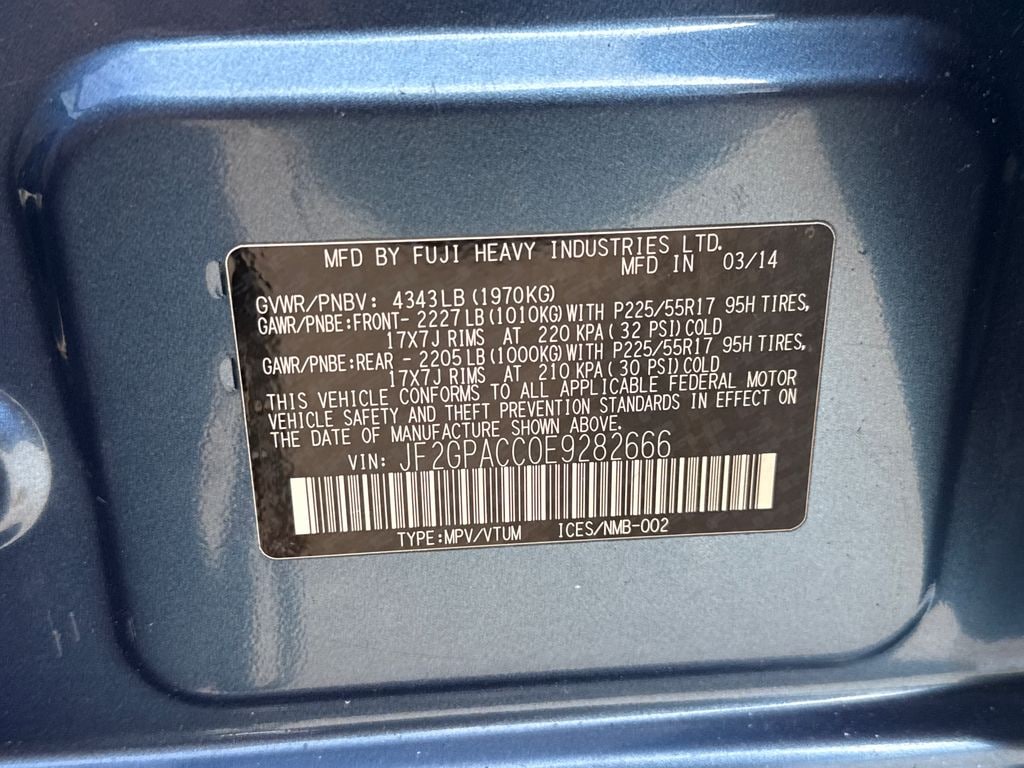 MFD BY FUJI HEAVY INDUSTRIES LTD.
MFD IN 03/14
GVWR/PNBV: 4343LB (1970KG)
GAWR/PNBE:FRONT- 2227LB(1010KG)WITH P225/55R17 95H TIRES,
17X7J RIMS AT 220 KPA(32 PSI)COLD
GAWR/PNBE:REAR - 2205LB(1000KG)WITH P225/55R17 95H TIRES,
17X7J RIMS AT 210 KPA(30 PSI)COLD
THIS VEHICLE CONFORMS TO ALL APPLICABLE FEDERAL MOTOR
VEHICLE SAFETY AND THEFT PREVENTION STANDARDS IN EFFECT ON
THE DATE OF MANUFACTURE SHOWN ABOVE.
VIN: JF2GPACC0E9282666
TYPE:MPV/VTUM ICES/NMB-002